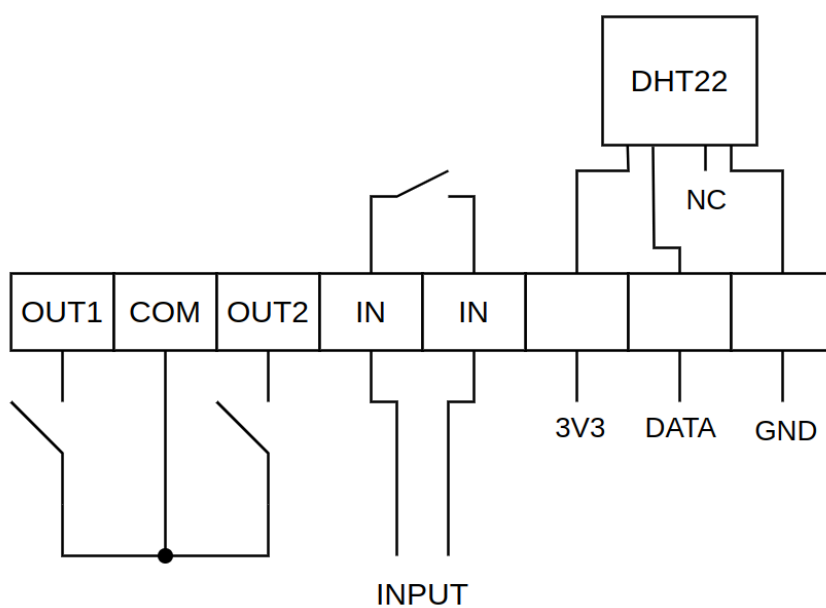 DHT22
NC
OUT1 COM OUT2 IN IN
3V3 DATA GND
INPUT